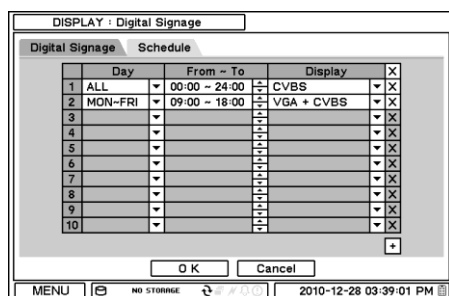 DISPLAY : Digital Signage
Digital Signage Schedule
Day From ~ To Display X
1 ALL 00:00 ~ 24:00 CVBS X
2 MON~FRI 09:00 ~ 18:00 VGA + CVBS X
3 X
4 X
5 X
6 X
7 X
8 X
9 X
10 X
+
O K Cancel
MENU NO STORAGE 2010-12-28 03:39:01 PM